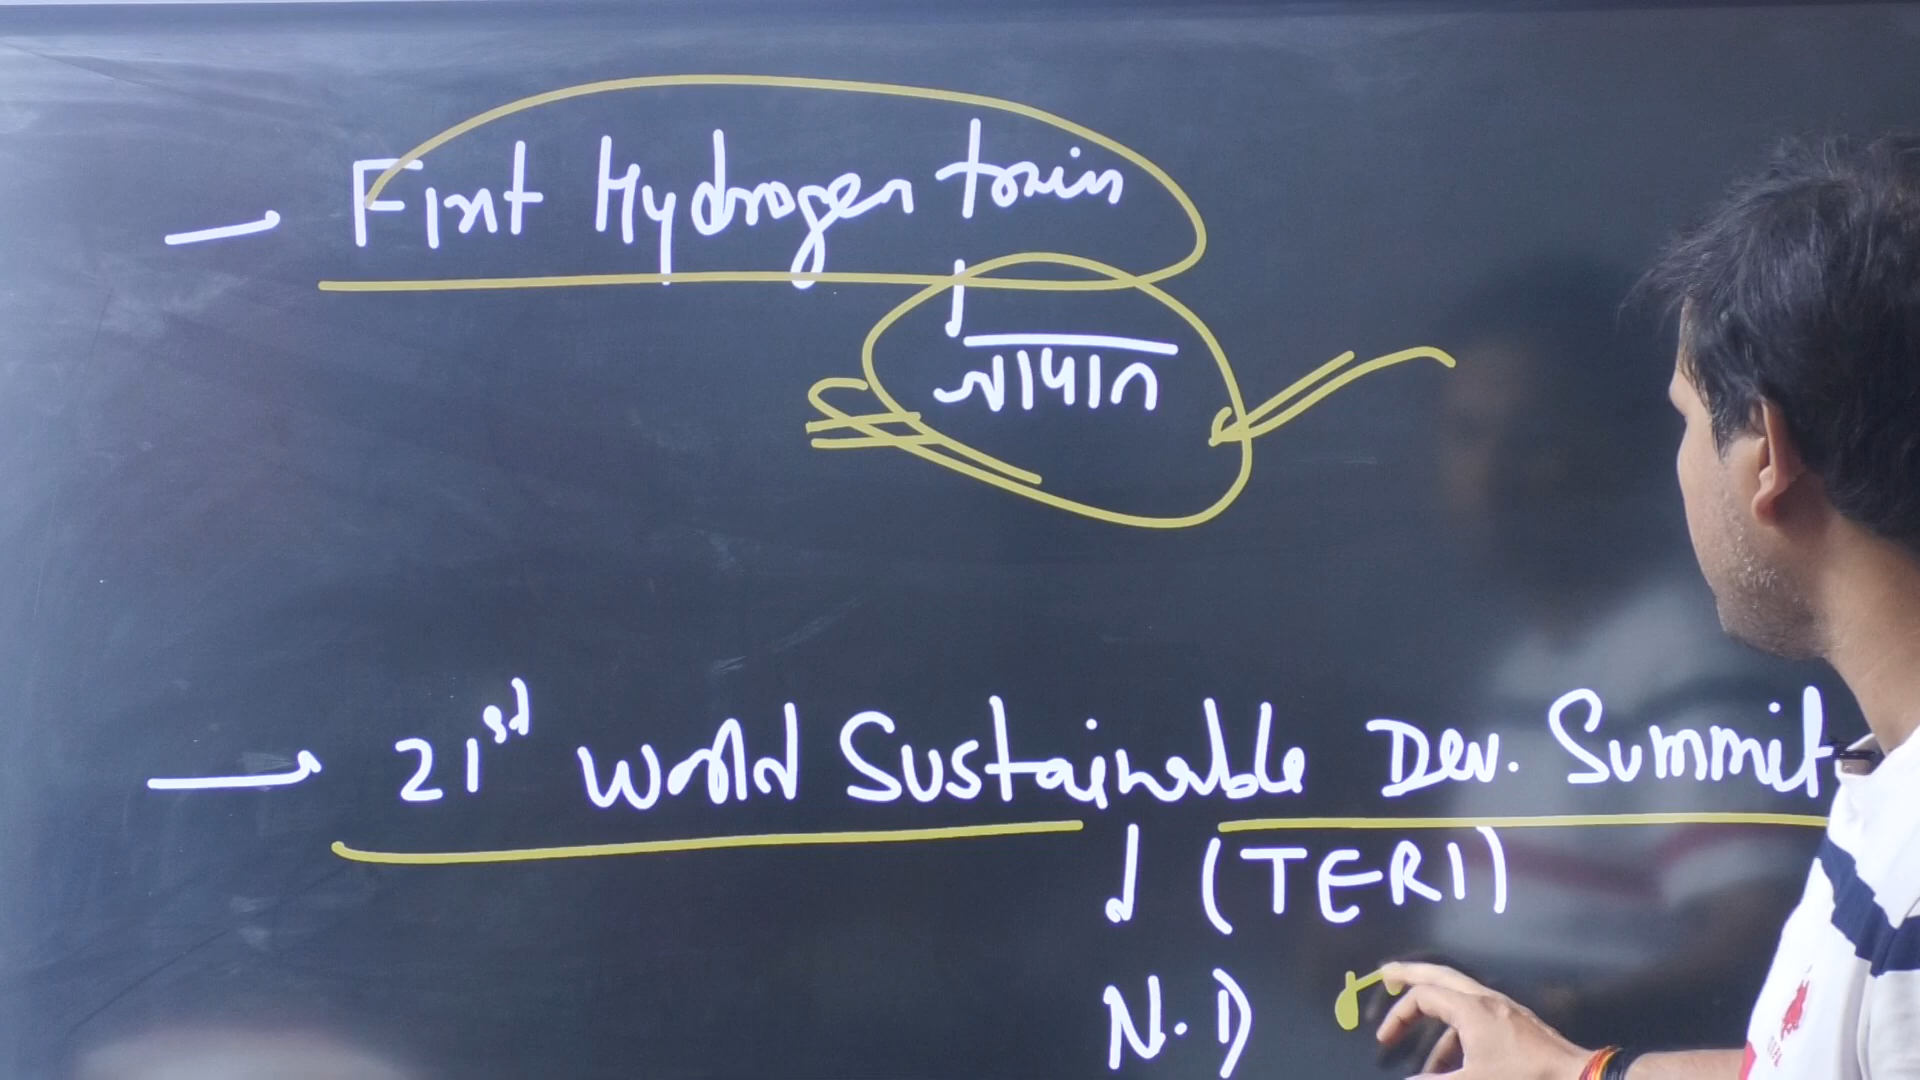 First Hydrogen train
जापान
21st World Sustainable Dev. Summit
(TERI)
N.D